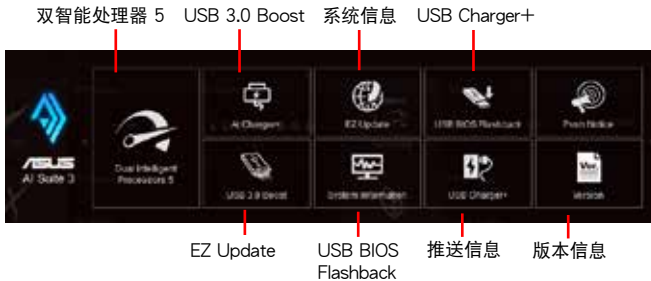 双智能处理器 5 USB 3.0 Boost 系统信息 USB Charger+
AI Charger+ EZ Update USB BIOS Flashback Push Notice
ASUS
AI Suite 3
Dual Intelligent
Processors 5
USB 3.0 Boost System Information USB Charger+ Version
Ver.
EZ Update USB BIOS
Flashback 推送信息 版本信息